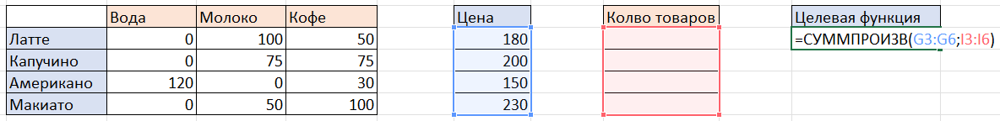 Вода Молоко Кофе Цена Колво товаров Целевая функция
Латте 0 100 50 180 =СУММПРОИЗВ(G3:G6;I3:I6)
Капучино 0 75 75 200
Американо 120 0 30 150
Макиато 0 50 100 230